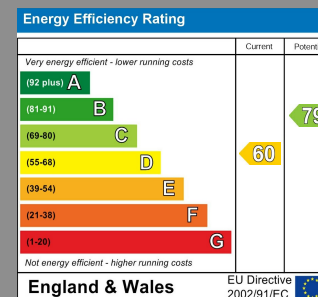 Energy Efficiency Rating
Current
Very energy efficient - lower running costs
(92 plus) A
(81-91) B
(69-80) C
(55-68) D
(39-54) E
(21-38) F
(1-20) G
60
79
Not energy efficient - higher running costs
England & Wales
EU Directive
2002/91/EC